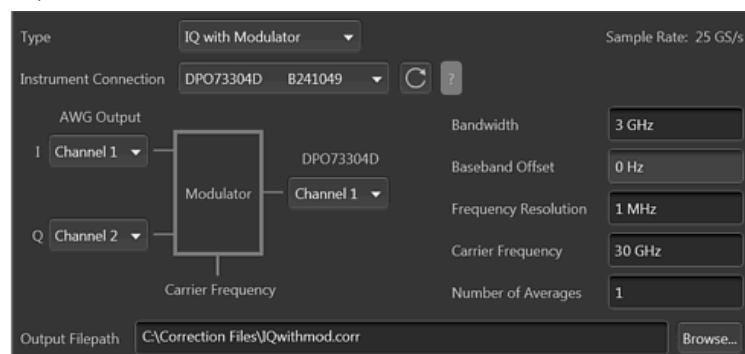 Type IQ with Modulator Sample Rate: 25 GS/s
Instrument Connection DPO73304D B241049 ?
AWG Output
I Channel 1
Modulator
DPO73304D
Channel 1
Q Channel 2
Carrier Frequency
Bandwidth 3 GHz
Baseband Offset 0 Hz
Frequency Resolution 1 MHz
Carrier Frequency 30 GHz
Number of Averages 1
Output Filepath C:\Correction Files\IQwithmod.corr Browse...